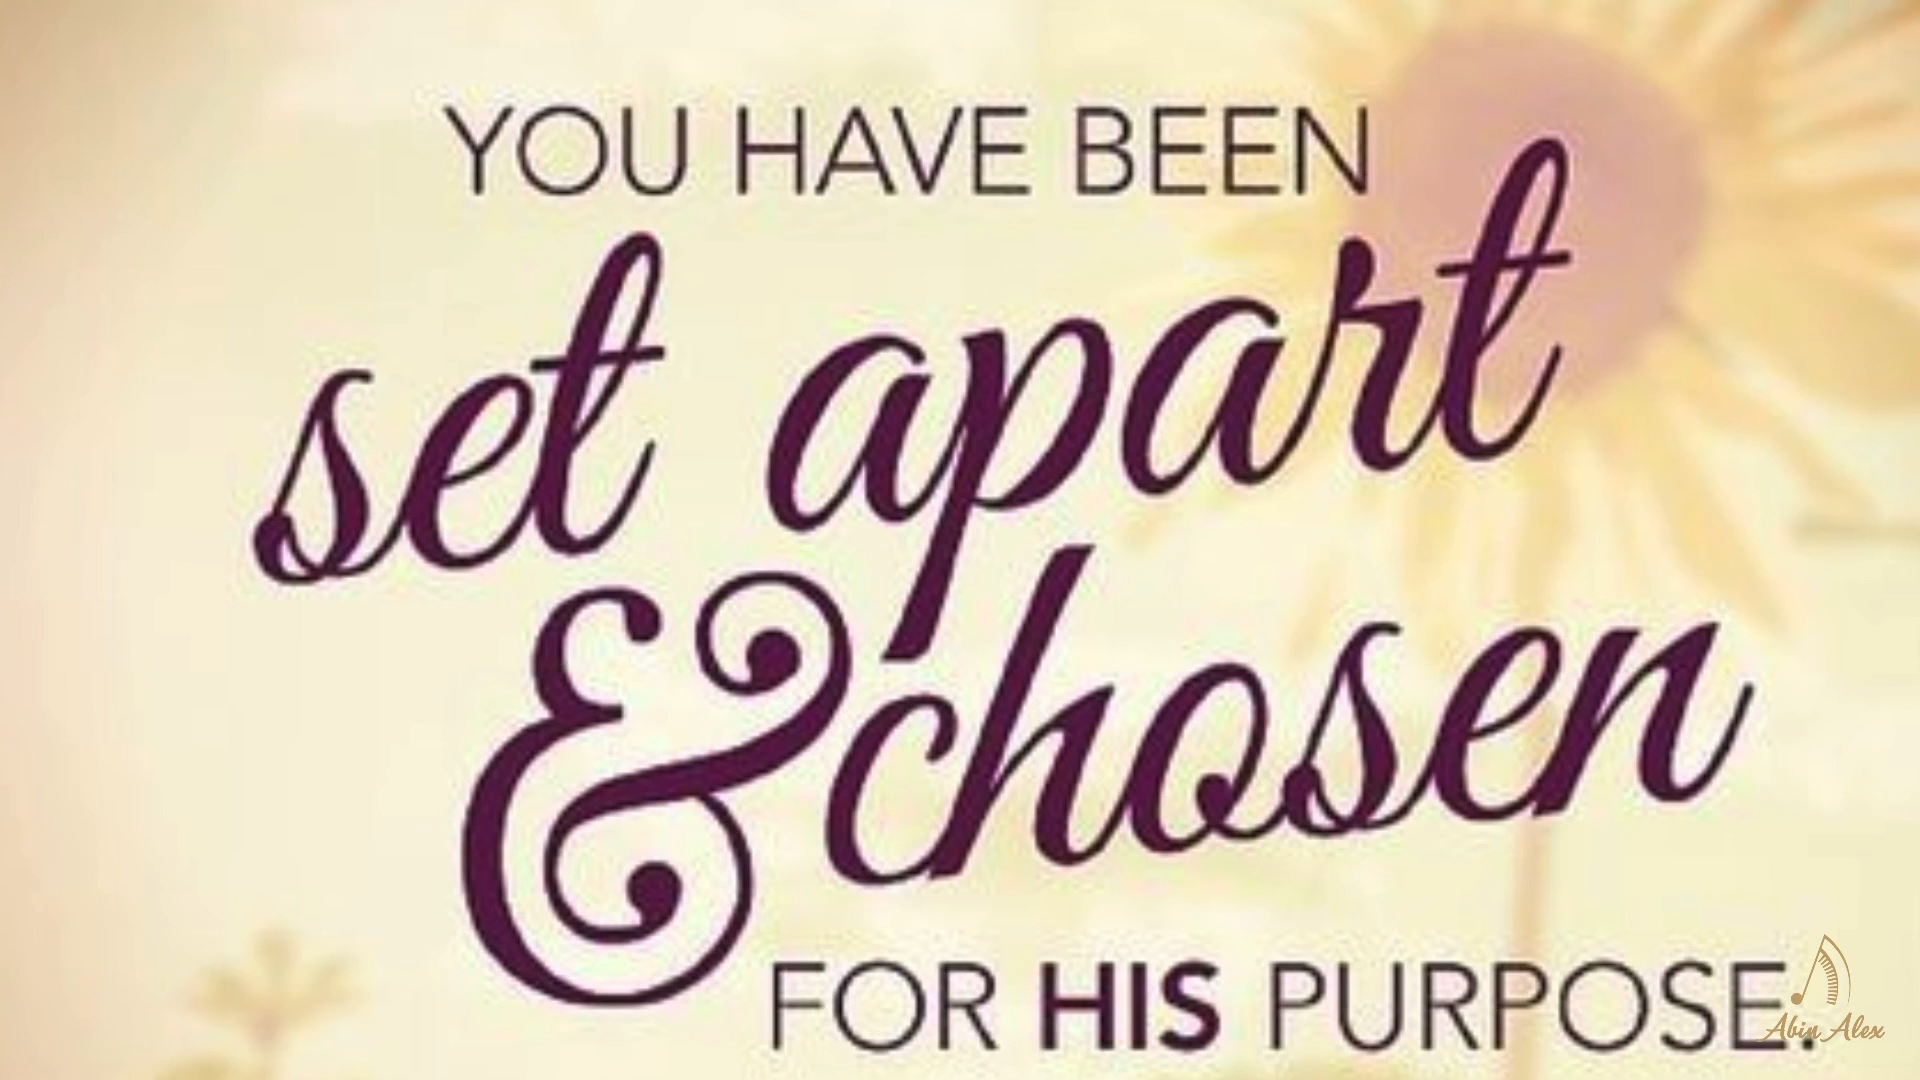 YOU HAVE BEEN
set apart
& chosen
FOR HIS PURPOSE.
Abin Alex